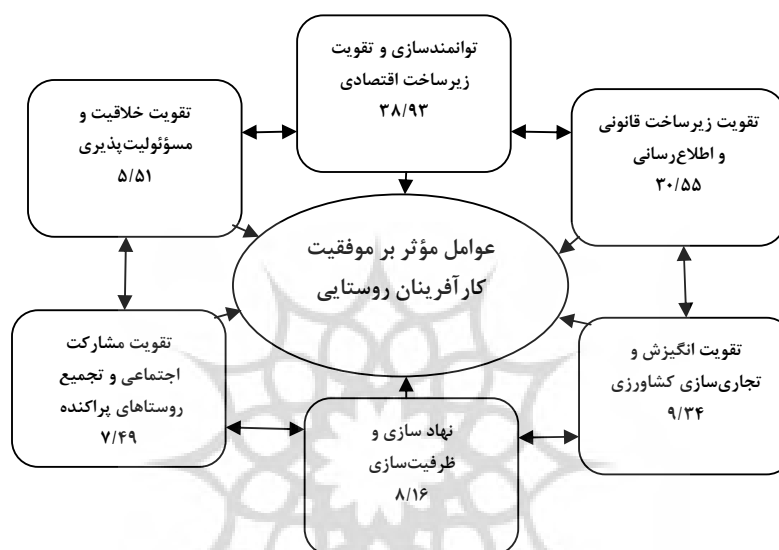 توانمندسازی و تقویت
زیرساخت اقتصادی
۳۸/۹۳
تقویت زیرساخت قانونی
و اطلاع‌رسانی
۳۰/۵۵
تقویت خلاقیت و
مسؤئولیت‌پذیری
۵/۵۱
عوامل مؤثر بر موفقیت
کارآفرینان روستایی
تقویت انگیزش و
تجاری‌سازی کشاورزی
۹/۳۴
تقویت مشارکت
اجتماعی و تجمیع
روستاهای پراکنده
۷/۴۹
نهاد سازی و
ظرفیت‌سازی
۸/۱۶